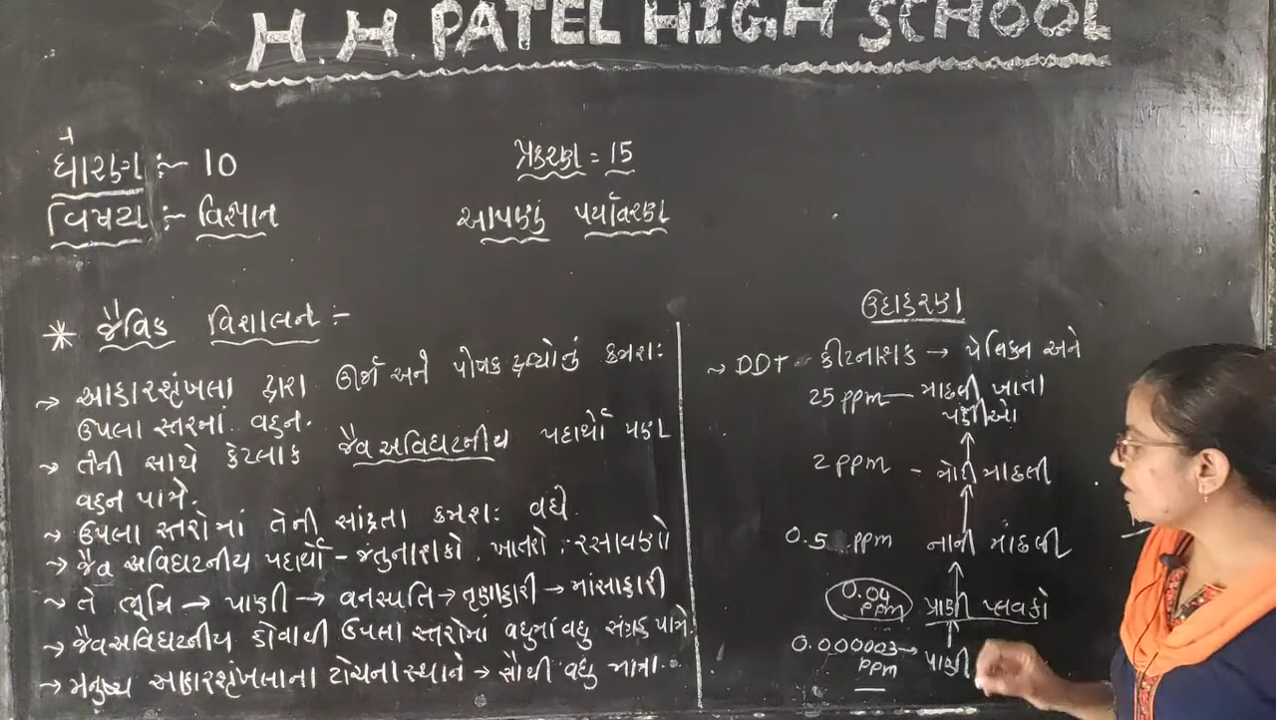 H. H. PATEL HIGH SCHOOL
ધોરણ :- 10
પ્રકરણ = 15
વિષય :- વિજ્ઞાન
આપણું પર્યાવરણ
* જૈવિક વિશાલન :-
→ આહારશૃંખલા દ્વારા ઊર્જા અને પોષક દ્રવ્યોનું ક્રમશઃ
ઉપલા સ્તરનાં વહન.
→ તેની સાથે કેટલાક જૈવ અવિઘટનીય પદાર્થો પણ
વહન પામે.
→ ઉપલા સ્તરોમાં તેની સાંદ્રતા ક્રમશઃ વધે.
→ જૈવ અવિઘટનીય પદાર્થો - જંતુનાશકો, ખાતરો, રસાયણો
→ તે ભૂમિ → પાણી → વનસ્પતિ → તૃણાહારી → માંસાહારી
→ જૈવઅવિઘટનીય હોવાથી ઉપલા સ્તરોમાં વધુમાં વધુ સંગ્રહ પામે.
→ મનુષ્ય આહારશૃંખલાના ટોચના સ્થાને → સૌથી વધુ માત્રા.
ઉદાહરણ
→ DDT - કીટનાશક → પેલિકન અને
25 ppm — માછલી ખાતા
પક્ષીઓ
2 ppm - મોટી માછલી
0.5 ppm નાની માછલી
0.04 ppm પ્રાણી પ્લવકો
0.000003 ppm → પાણી